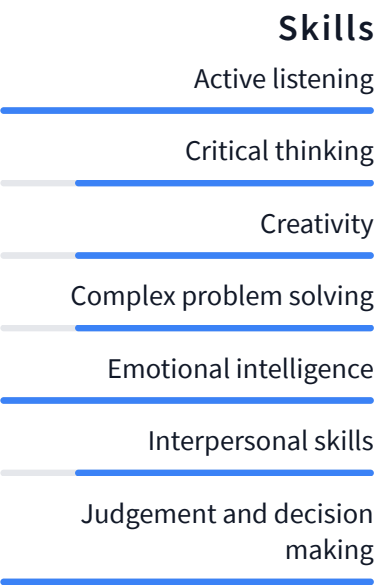 Skills
Active listening
Critical thinking
Creativity
Complex problem solving
Emotional intelligence
Interpersonal skills
Judgement and decision
making